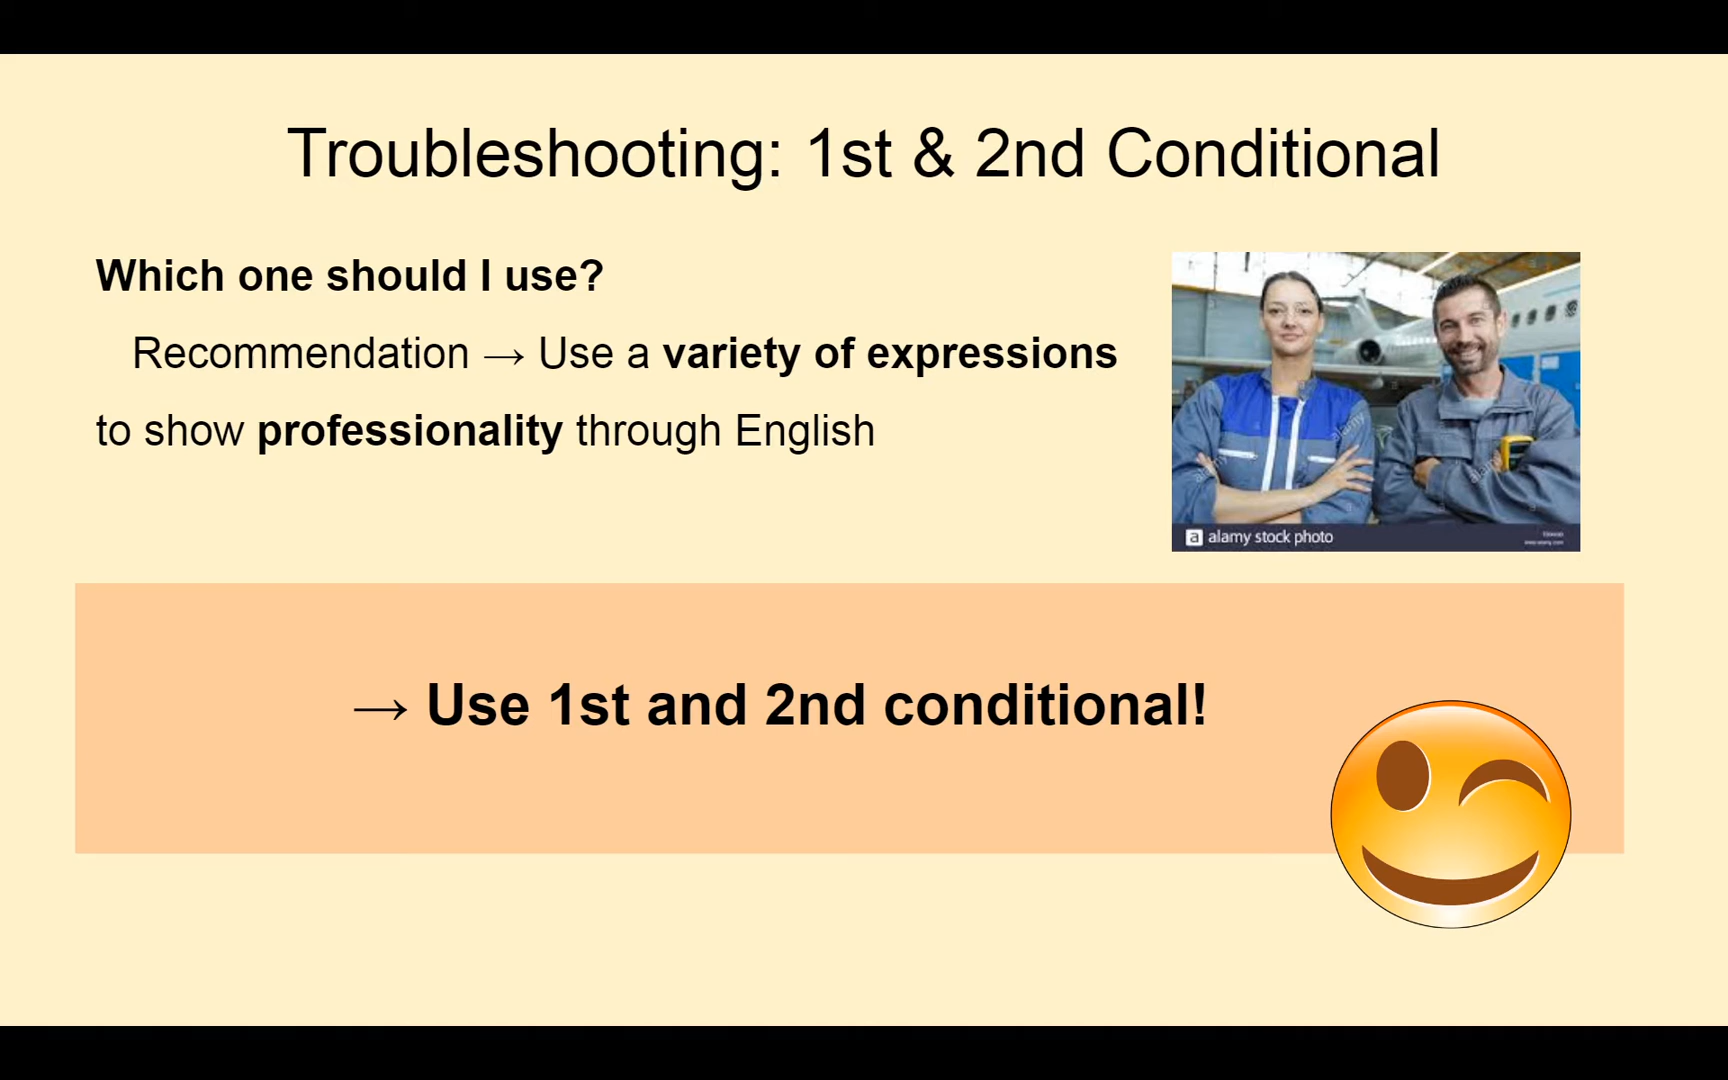 Troubleshooting: 1st & 2nd Conditional
Which one should I use?
Recommendation → Use a variety of expressions
to show professionality through English
a alamy stock photo
→ Use 1st and 2nd conditional!